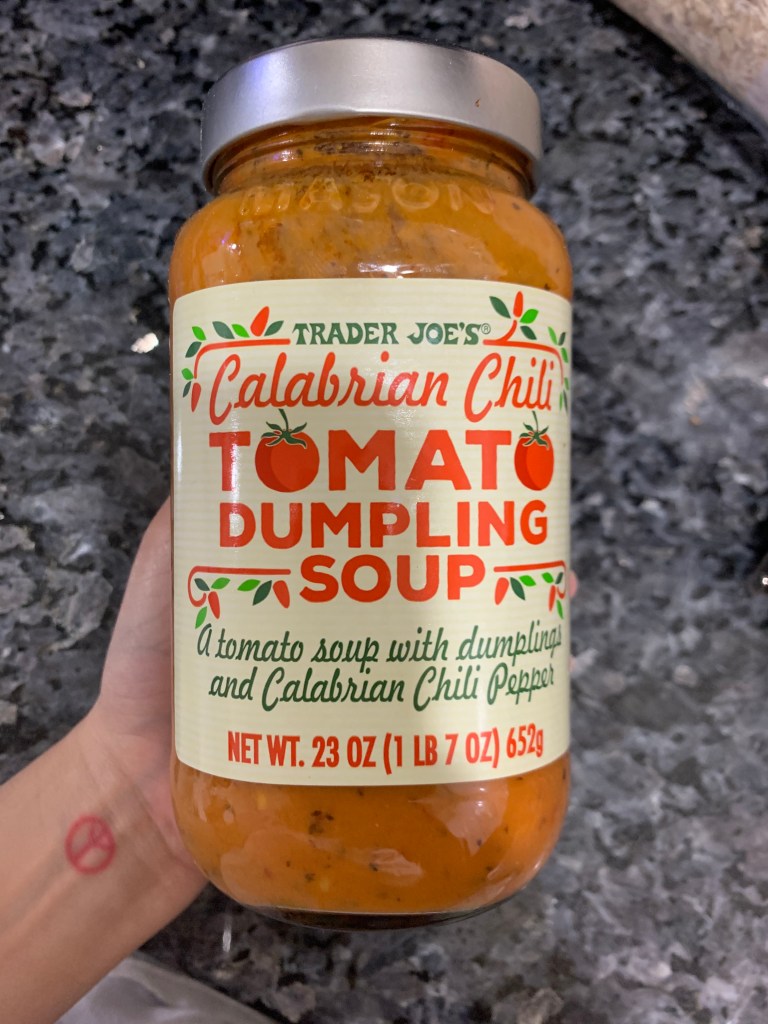 MASON
TRADER JOE'S®
Calabrian Chili
TOMATO
DUMPLING
SOUP
A tomato soup with dumplings
and Calabrian Chili Pepper
NET WT. 23 OZ (1 LB 7 OZ) 652g